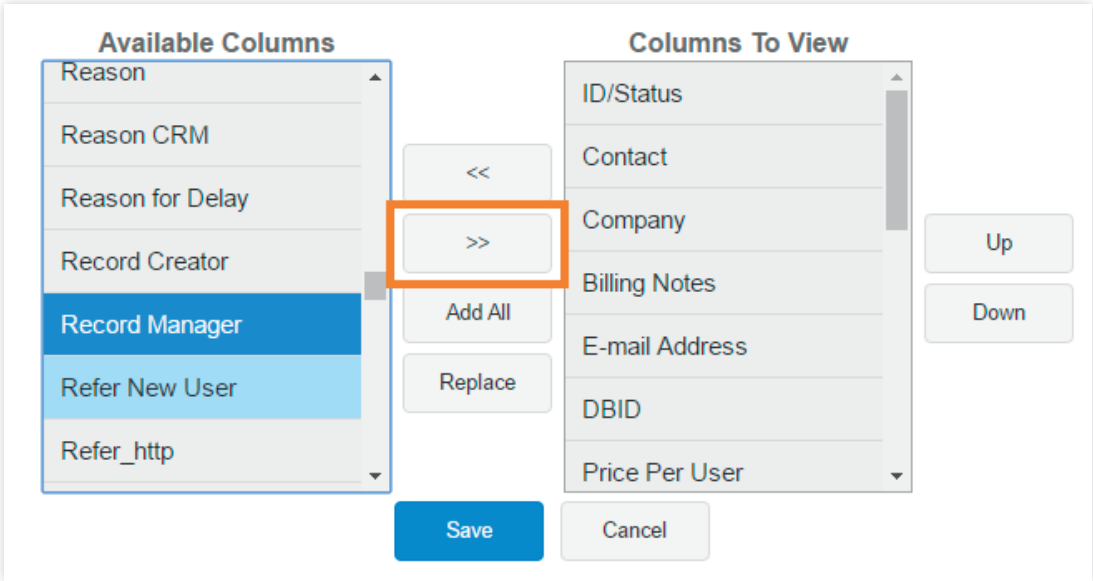 Available Columns
Reason
Reason CRM
Reason for Delay
Record Creator
Record Manager
Refer New User
Refer_http
<<
>>
Add All
Replace
Columns To View
ID/Status
Contact
Company
Billing Notes
E-mail Address
DBID
Price Per User
Up
Down
Save
Cancel